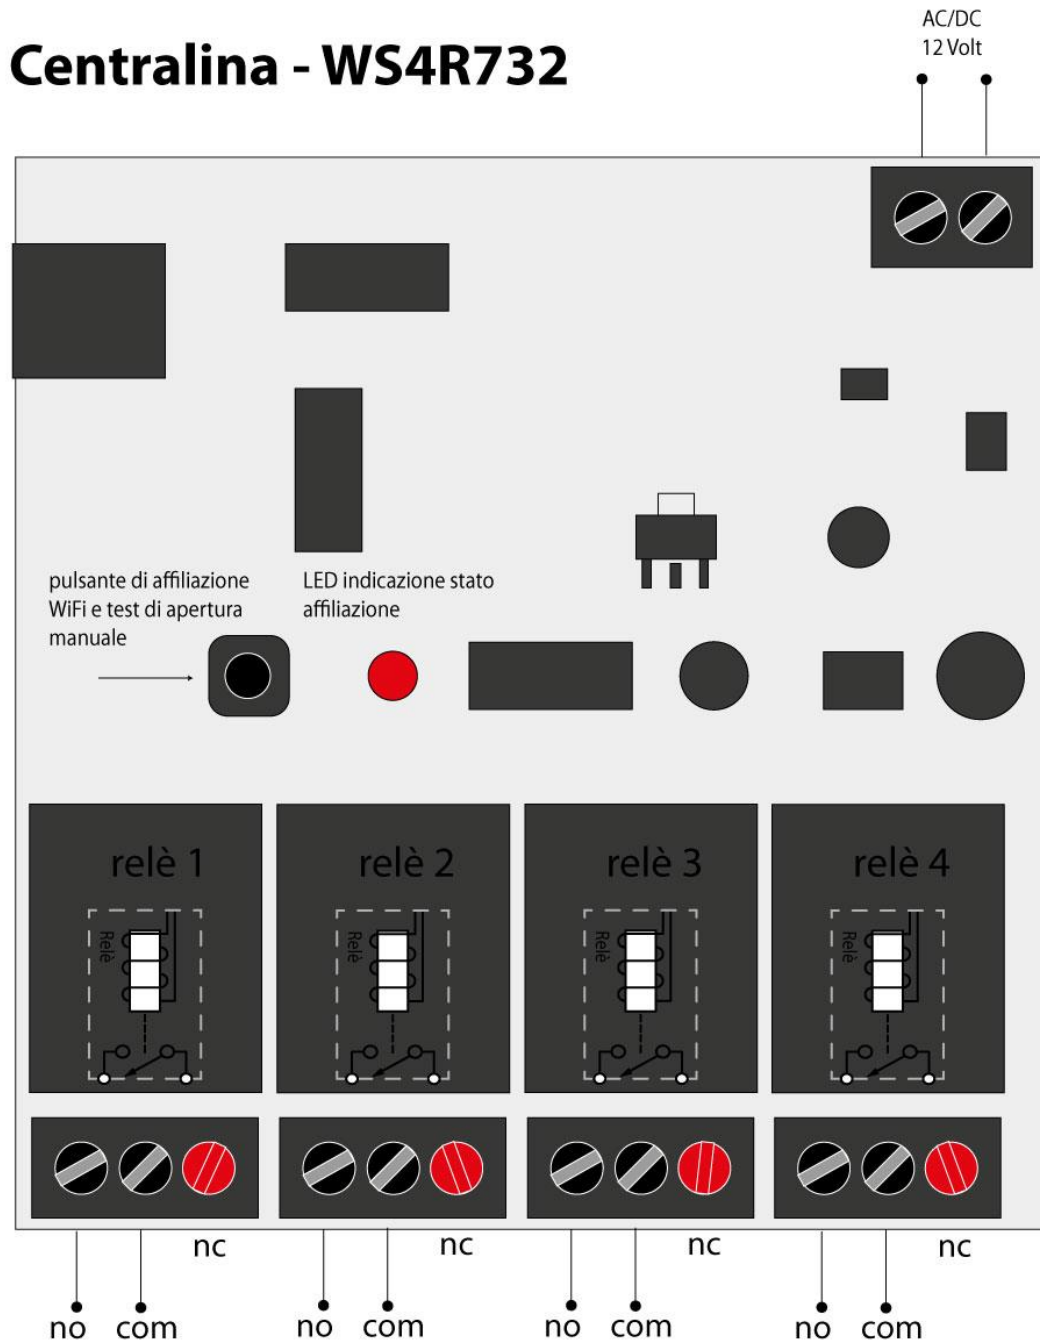 AC/DC
12 Volt
Centralina - WS4R732
pulsante di affiliazione
WiFi e test di apertura
manuale
LED indicazione stato
affiliazione
relè 1
relè 2
relè 3
relè 4
Relè
Relè
Relè
Relè
nc
nc
nc
nc
no com
no com
no com
no com